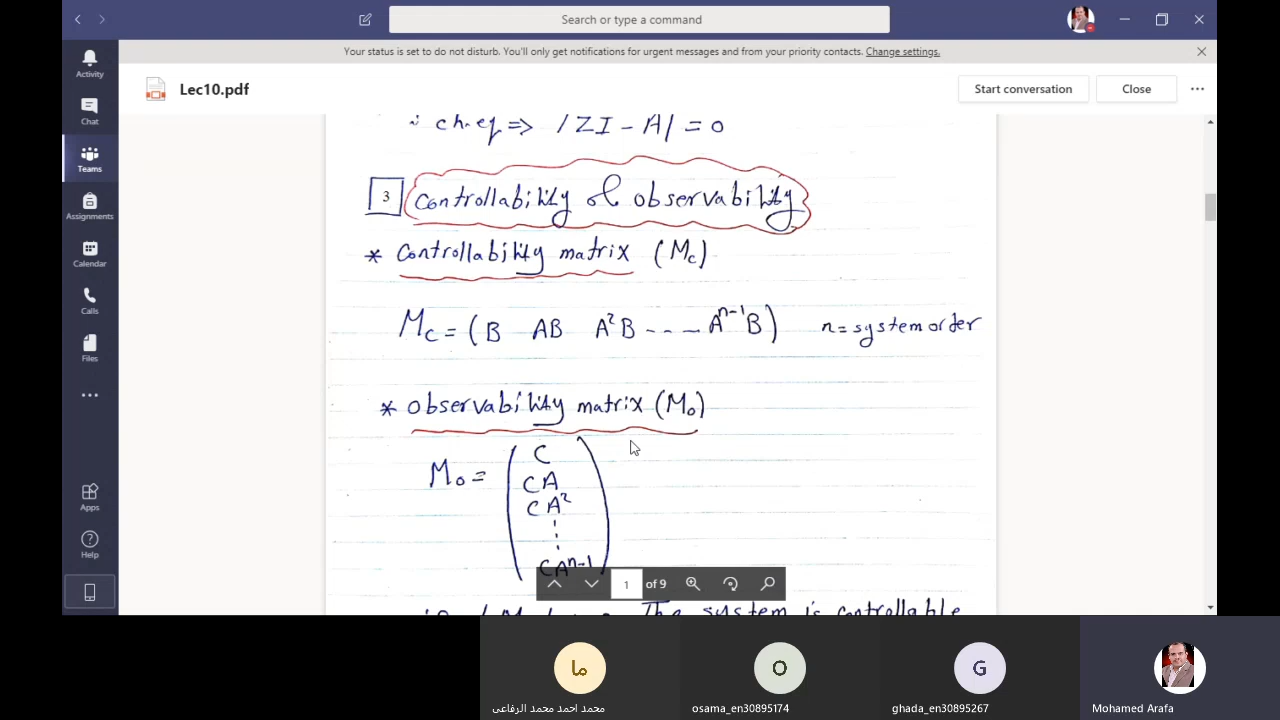 Search or type a command
Your status is set to do not disturb. You'll only get notifications for urgent messages and from your priority contacts. Change settings.
Activity
Chat
Teams
Assignments
Calendar
Calls
Files
Apps
Help
Lec10.pdf
Start conversation
Close
ch.eq => |ZI - A| = 0
3 Controllability & observability
* Controllability matrix (Mc)
Mc = (B AB A²B --- Aⁿ⁻¹B) n = system order
* Observability matrix (Mo)
Mo =
C
CA
CA²
CAⁿ⁻¹
1 of 9
The system is controllable
محمد احمد محمد الرفاعى
ما
O
osama_en30895174
G
ghada_en30895267
Mohamed Arafa